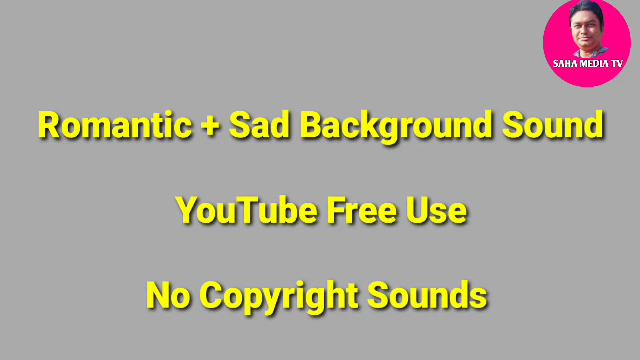 SAHA MEDIA TV
Romantic + Sad Background Sound
YouTube Free Use
No Copyright Sounds